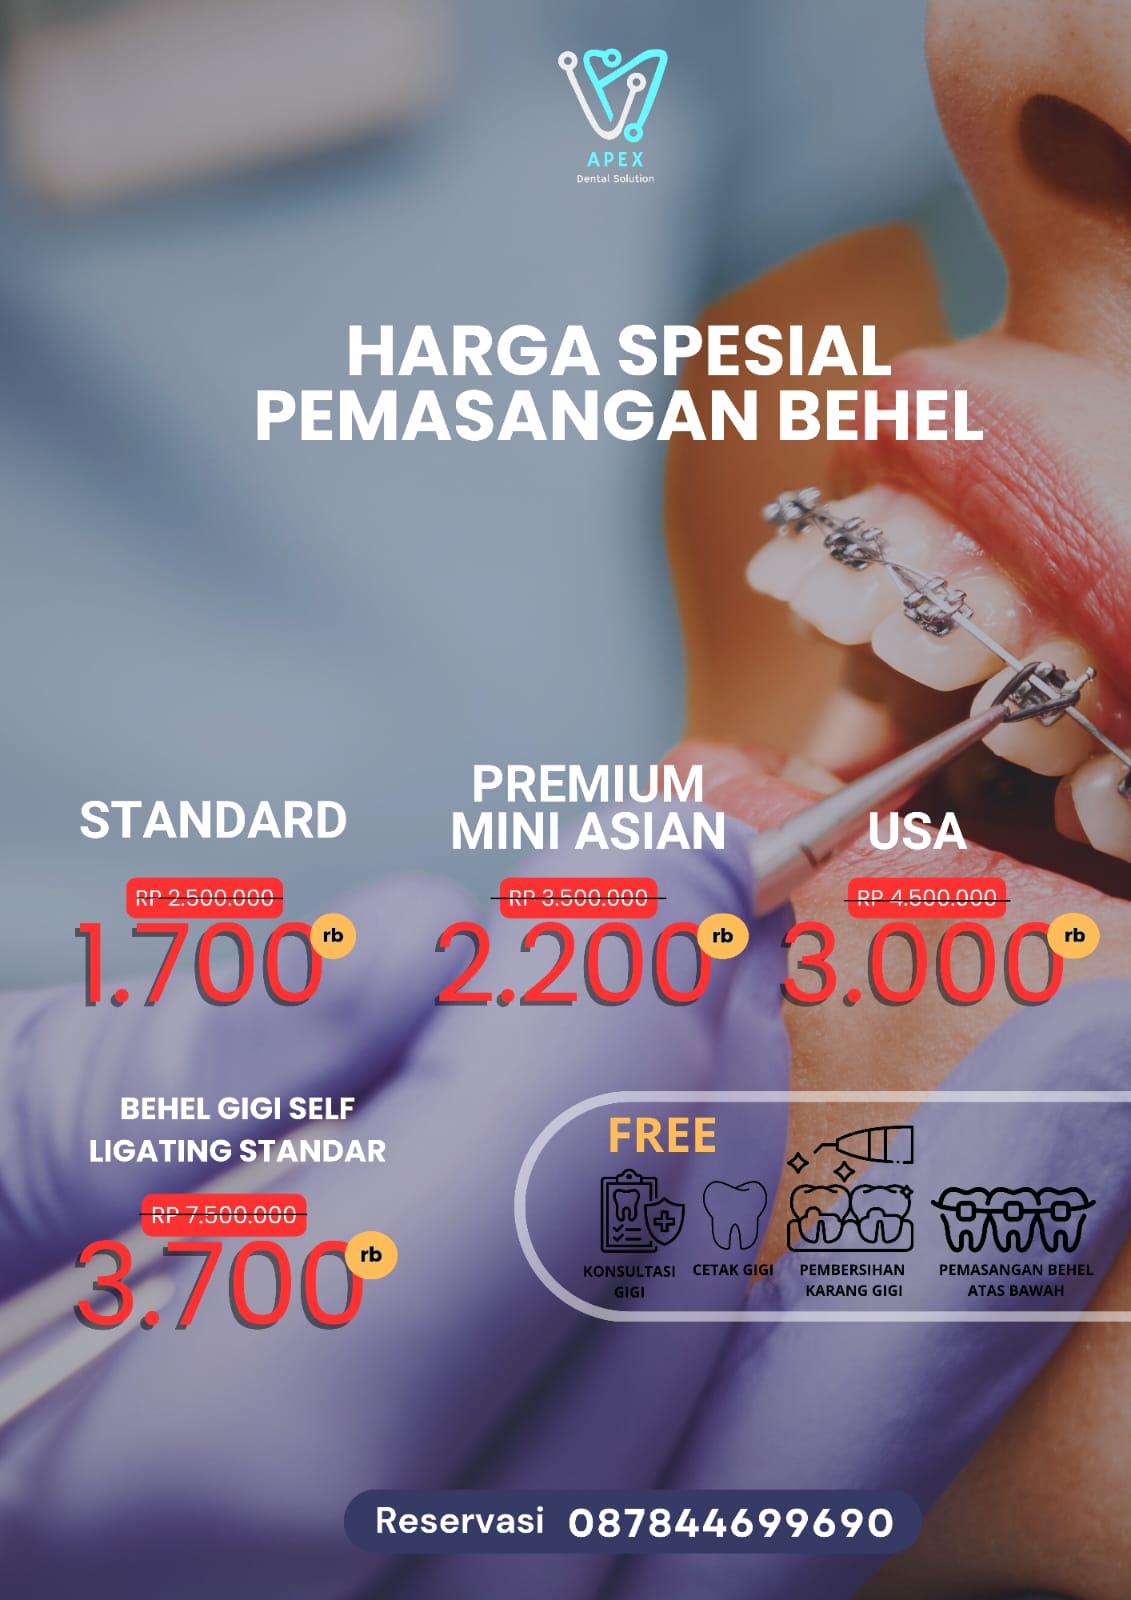 APEX
Dental Solution
HARGA SPESIAL
PEMASANGAN BEHEL
STANDARD
RP 2.500.000
1.700 rb
PREMIUM
MINI ASIAN
RP 3.500.000
2.200 rb
USA
RP 4.500.000
3.000 rb
BEHEL GIGI SELF
LIGATING STANDAR
RP 7.500.000
3.700 rb
FREE
KONSULTASI
GIGI
CETAK GIGI
PEMBERSIHAN
KARANG GIGI
PEMASANGAN BEHEL
ATAS BAWAH
Reservasi 087844699690